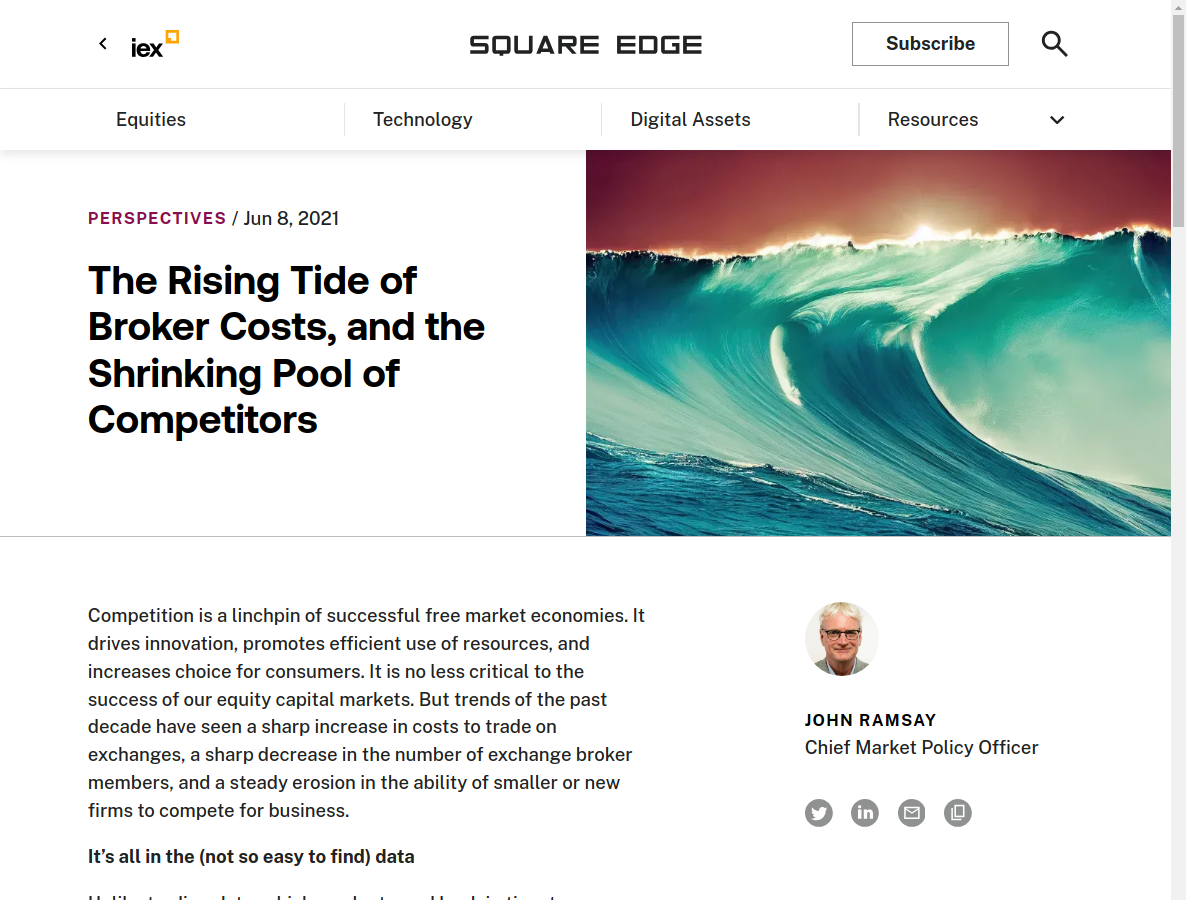 iex
SQUARE EDGE
Subscribe
Equities
Technology
Digital Assets
Resources
PERSPECTIVES / Jun 8, 2021
The Rising Tide of
Broker Costs, and the
Shrinking Pool of
Competitors
Competition is a linchpin of successful free market economies. It
drives innovation, promotes efficient use of resources, and
increases choice for consumers. It is no less critical to the
success of our equity capital markets. But trends of the past
decade have seen a sharp increase in costs to trade on
exchanges, a sharp decrease in the number of exchange broker
members, and a steady erosion in the ability of smaller or new
firms to compete for business.
It’s all in the (not so easy to find) data
JOHN RAMSAY
Chief Market Policy Officer
in